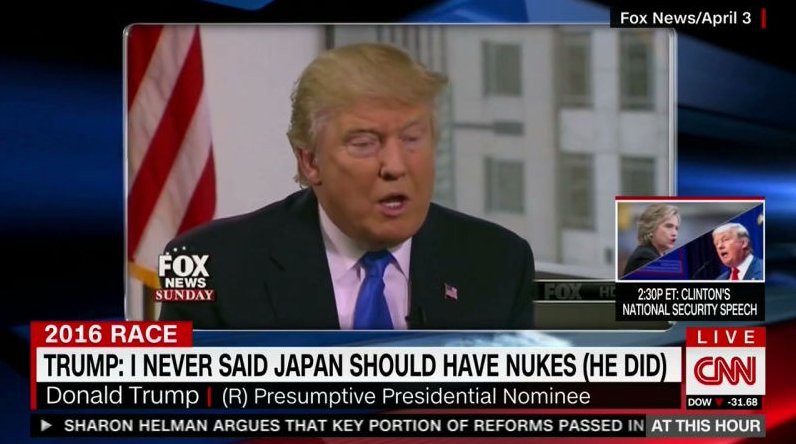 Fox News/April 3
FOX
NEWS
SUNDAY
FOX
2:30P ET: CLINTON'S
NATIONAL SECURITY SPEECH
2016 RACE
LIVE
TRUMP: I NEVER SAID JAPAN SHOULD HAVE NUKES (HE DID)
CNN
Donald Trump | (R) Presumptive Presidential Nominee
DOW ▼ -31.68
▶ SHARON HELMAN ARGUES THAT KEY PORTION OF REFORMS PASSED IN
AT THIS HOUR